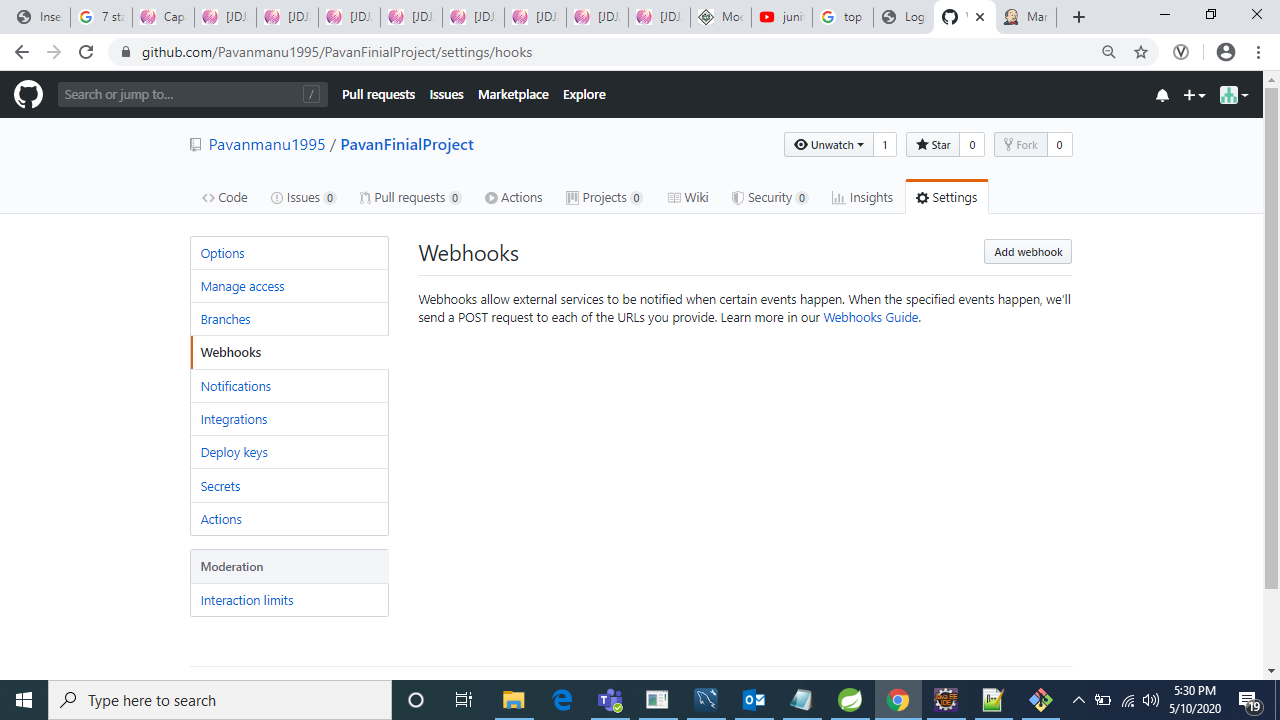 Inse
7 sta
Cap
[JDJ
[JDJ
[JDJ
[JDJ
[JDJ
[JDJ
[JDJ
[JDJ
Moc
junit
top
Log
Mar
github.com/Pavanmanu1995/PavanFinialProject/settings/hooks
Search or jump to... /
Pull requests Issues Marketplace Explore
Pavanmanu1995 / PavanFinialProject
Unwatch 1 Star 0 Fork 0
Code Issues 0 Pull requests 0 Actions Projects 0 Wiki Security 0 Insights Settings
Options
Manage access
Branches
Webhooks
Notifications
Integrations
Deploy keys
Secrets
Actions
Moderation
Interaction limits
Webhooks
Add webhook
Webhooks allow external services to be notified when certain events happen. When the specified events happen, we'll
send a POST request to each of the URLs you provide. Learn more in our Webhooks Guide.
Type here to search
5:30 PM
5/10/2020
19